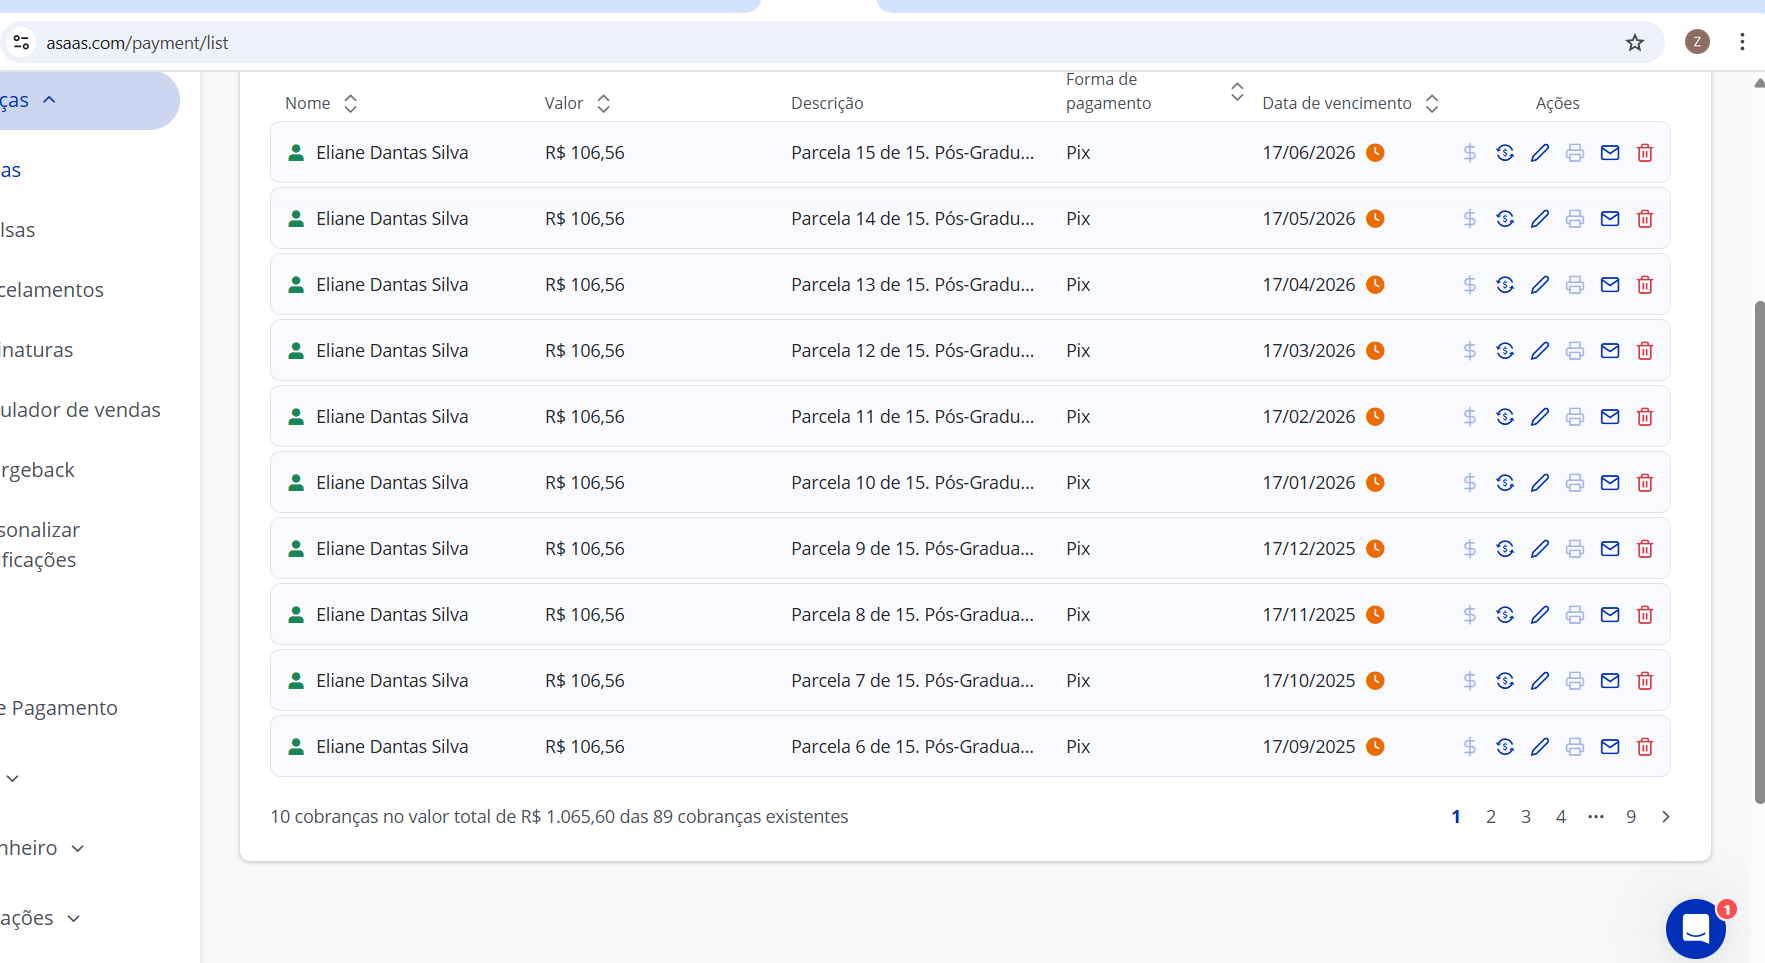 asaas.com/payment/list
ças
as
lsas
celamentos
inaturas
ulador de vendas
rgeback
sonalizar
ificações
e Pagamento
nheiro
ações
Nome Valor Descrição Forma de pagamento Data de vencimento Ações
Eliane Dantas Silva R$ 106,56 Parcela 15 de 15. Pós-Gradu... Pix 17/06/2026
Eliane Dantas Silva R$ 106,56 Parcela 14 de 15. Pós-Gradu... Pix 17/05/2026
Eliane Dantas Silva R$ 106,56 Parcela 13 de 15. Pós-Gradu... Pix 17/04/2026
Eliane Dantas Silva R$ 106,56 Parcela 12 de 15. Pós-Gradu... Pix 17/03/2026
Eliane Dantas Silva R$ 106,56 Parcela 11 de 15. Pós-Gradu... Pix 17/02/2026
Eliane Dantas Silva R$ 106,56 Parcela 10 de 15. Pós-Gradu... Pix 17/01/2026
Eliane Dantas Silva R$ 106,56 Parcela 9 de 15. Pós-Gradua... Pix 17/12/2025
Eliane Dantas Silva R$ 106,56 Parcela 8 de 15. Pós-Gradua... Pix 17/11/2025
Eliane Dantas Silva R$ 106,56 Parcela 7 de 15. Pós-Gradua... Pix 17/10/2025
Eliane Dantas Silva R$ 106,56 Parcela 6 de 15. Pós-Gradua... Pix 17/09/2025
10 cobranças no valor total de R$ 1.065,60 das 89 cobranças existentes
1 2 3 4 ... 9
Z
1